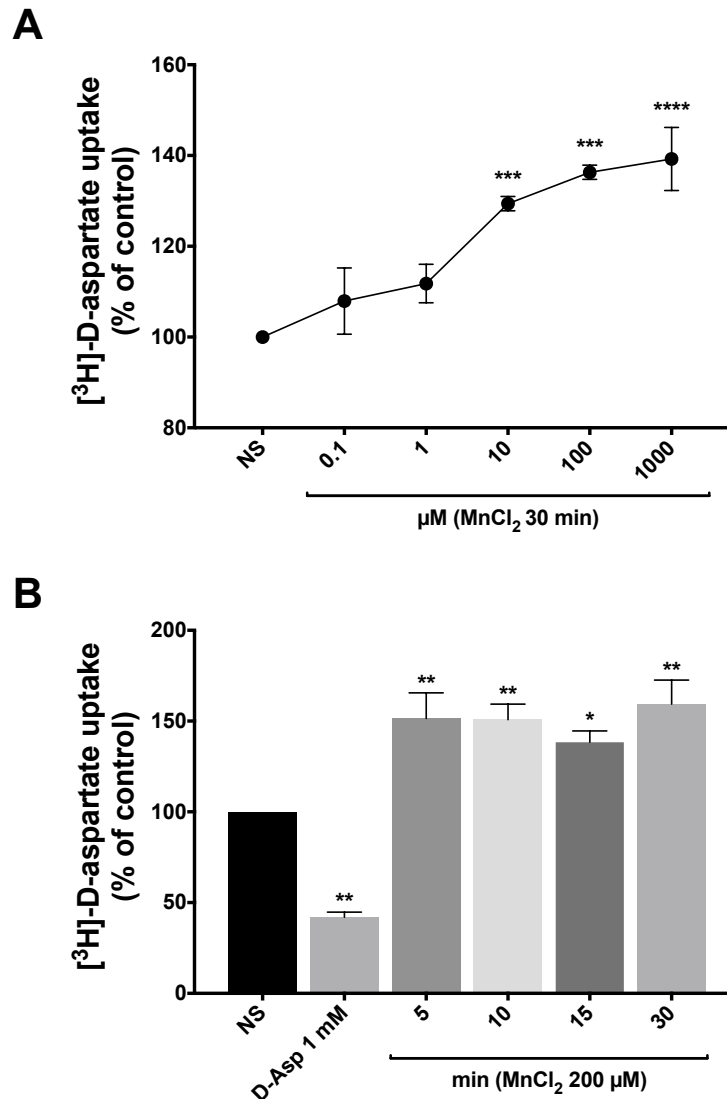 A
[³H]-D-aspartate uptake
(% of control)
160
140
120
100
80
***
***
****
NS
0.1
1
10
100
1000
µM (MnCl₂ 30 min)
B
[³H]-D-aspartate uptake
(% of control)
200
150
100
50
0
**
**
**
*
**
NS
D-Asp 1 mM
5
10
15
30
min (MnCl₂ 200 µM)